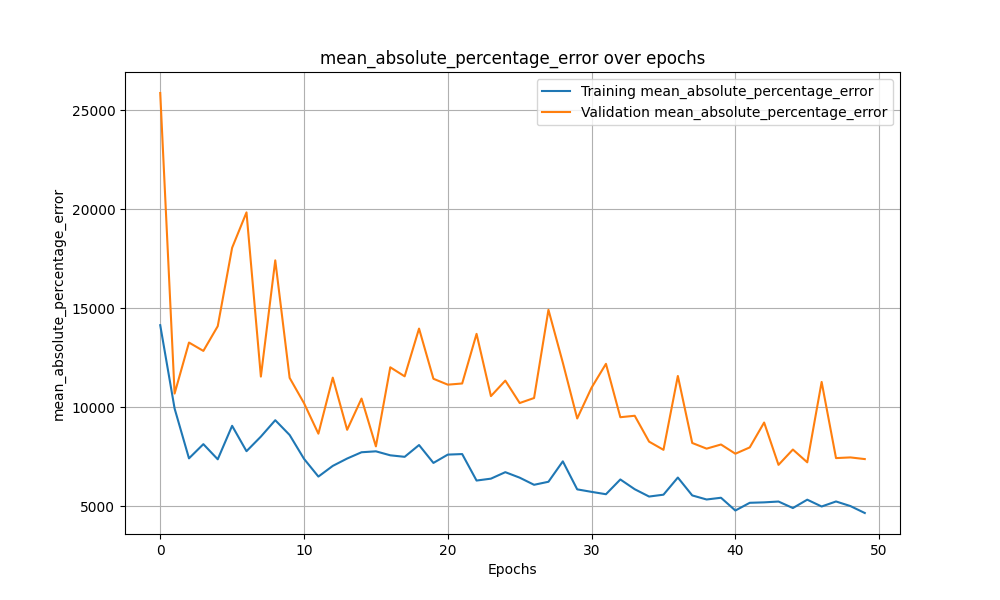 mean_absolute_percentage_error over epochs
Training mean_absolute_percentage_error
Validation mean_absolute_percentage_error
mean_absolute_percentage_error
25000
20000
15000
10000
5000
0 10 20 30 40 50
Epochs